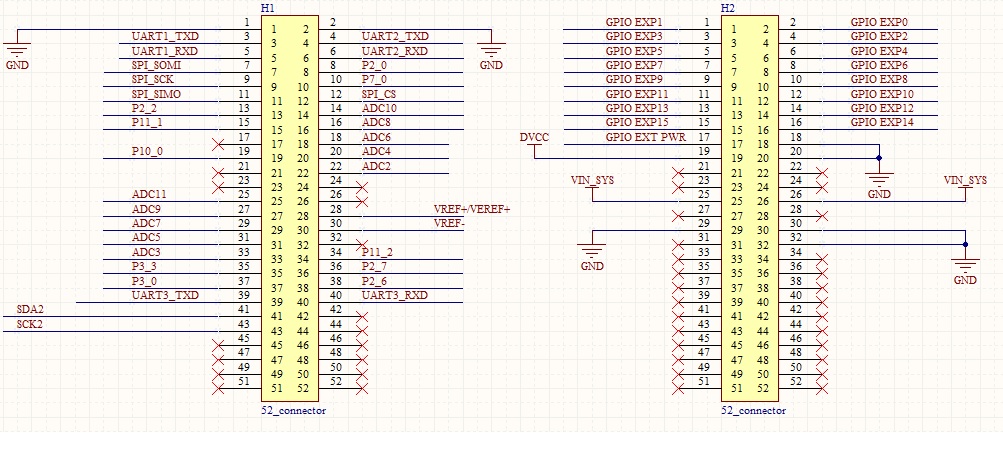 H1 H2
1 1 2 2 GPIO EXP1 1 1 2 2 GPIO EXP0
UART1_TXD 3 3 4 4 UART2_TXD GPIO EXP3 3 3 4 4 GPIO EXP2
UART1_RXD 5 5 6 6 UART2_RXD GPIO EXP5 5 5 6 6 GPIO EXP4
GND SPI_SOMI 7 7 8 8 P2_0 GND GPIO EXP7 7 7 8 8 GPIO EXP6
SPI_SCK 9 9 10 10 P7_0 GPIO EXP9 9 9 10 10 GPIO EXP8
SPI_SIMO 11 11 12 12 SPI_CS GPIO EXP11 11 11 12 12 GPIO EXP10
P2_2 13 13 14 14 ADC10 GPIO EXP13 13 13 14 14 GPIO EXP12
P11_1 15 15 16 16 ADC8 GPIO EXP15 15 15 16 16 GPIO EXP14
17 17 18 18 ADC6 DVCC GPIO EXT PWR 17 17 18 18
P10_0 19 19 20 20 ADC4 19 19 20 20
21 21 22 22 ADC2 21 21 22 22
23 23 24 24 VIN_SYS 23 23 24 24 VIN_SYS
ADC11 25 25 26 26 25 25 26 26 GND
ADC9 27 27 28 28 VREF+/VEREF+ 27 27 28 28
ADC7 29 29 30 30 VREF- 29 29 30 30
ADC5 31 31 32 32 31 31 32 32
ADC3 33 33 34 34 P11_2 33 33 34 34
P3_3 35 35 36 36 P2_7 GND 35 35 36 36
P3_0 37 37 38 38 P2_6 37 37 38 38 GND
UART3_TXD 39 39 40 40 UART3_RXD 39 39 40 40
SDA2 41 41 42 42 41 41 42 42
SCK2 43 43 44 44 43 43 44 44
45 45 46 46 45 45 46 46
47 47 48 48 47 47 48 48
49 49 50 50 49 49 50 50
51 51 52 52 51 51 52 52
52_connector 52_connector